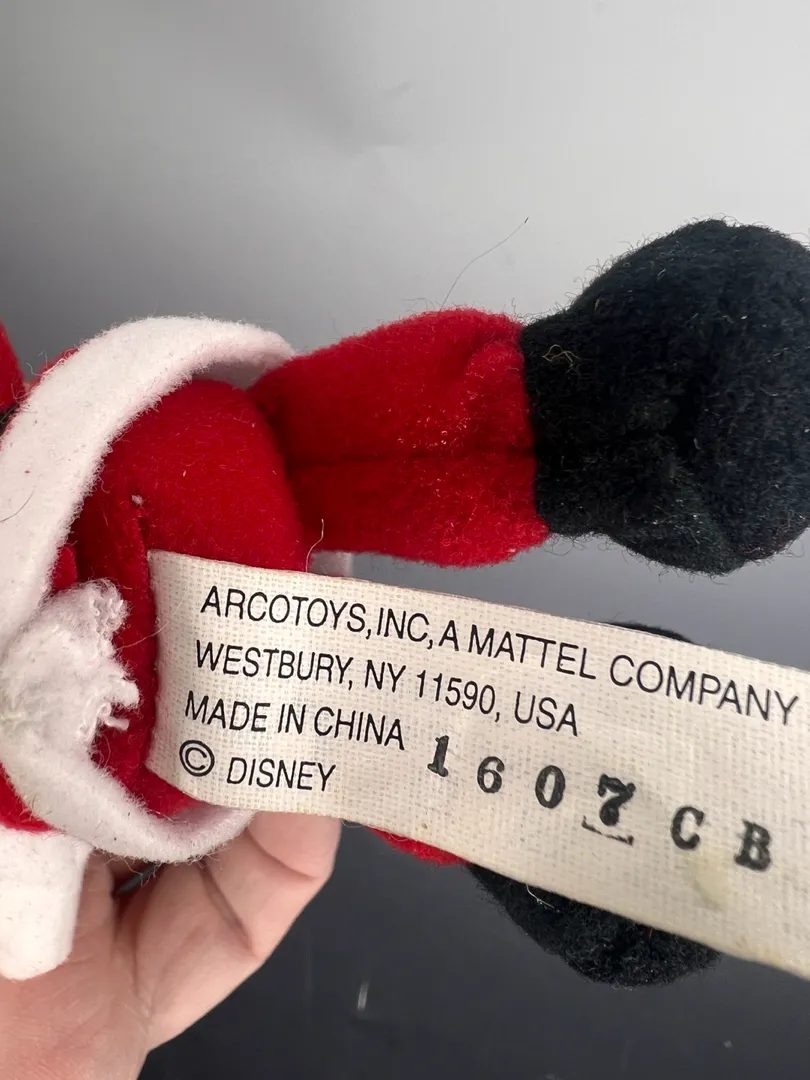 ARCOTOYS,INC,A MATTEL COMPANY
WESTBURY, NY 11590, USA
MADE IN CHINA
© DISNEY
1607CB